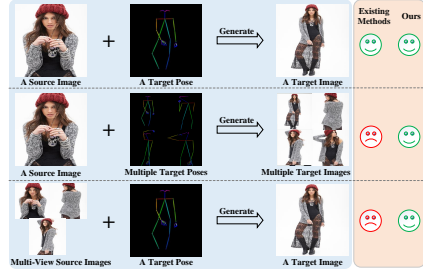 Existing Methods
Ours
Generate
A Source Image
A Target Pose
A Target Image
Generate
A Source Image
Multiple Target Poses
Multiple Target Images
Generate
Multi-View Source Images
A Target Pose
A Target Image